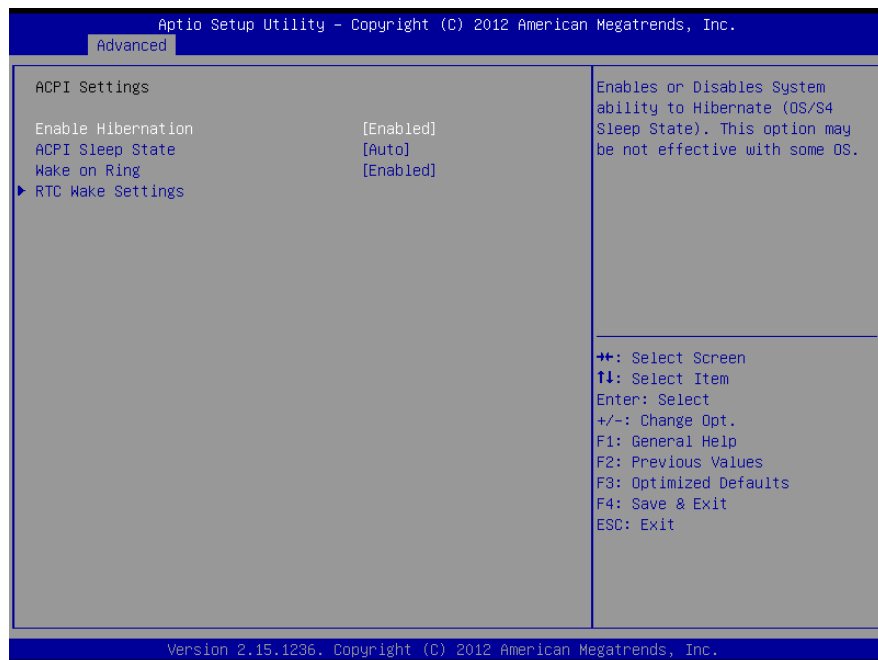 Aptio Setup Utility – Copyright (C) 2012 American Megatrends, Inc.
Advanced
ACPI Settings
Enable Hibernation [Enabled]
ACPI Sleep State [Auto]
Wake on Ring [Enabled]
RTC Wake Settings
Enables or Disables System
ability to Hibernate (OS/S4
Sleep State). This option may
be not effective with some OS.
→←: Select Screen
↑↓: Select Item
Enter: Select
+/-: Change Opt.
F1: General Help
F2: Previous Values
F3: Optimized Defaults
F4: Save & Exit
ESC: Exit
Version 2.15.1236. Copyright (C) 2012 American Megatrends, Inc.